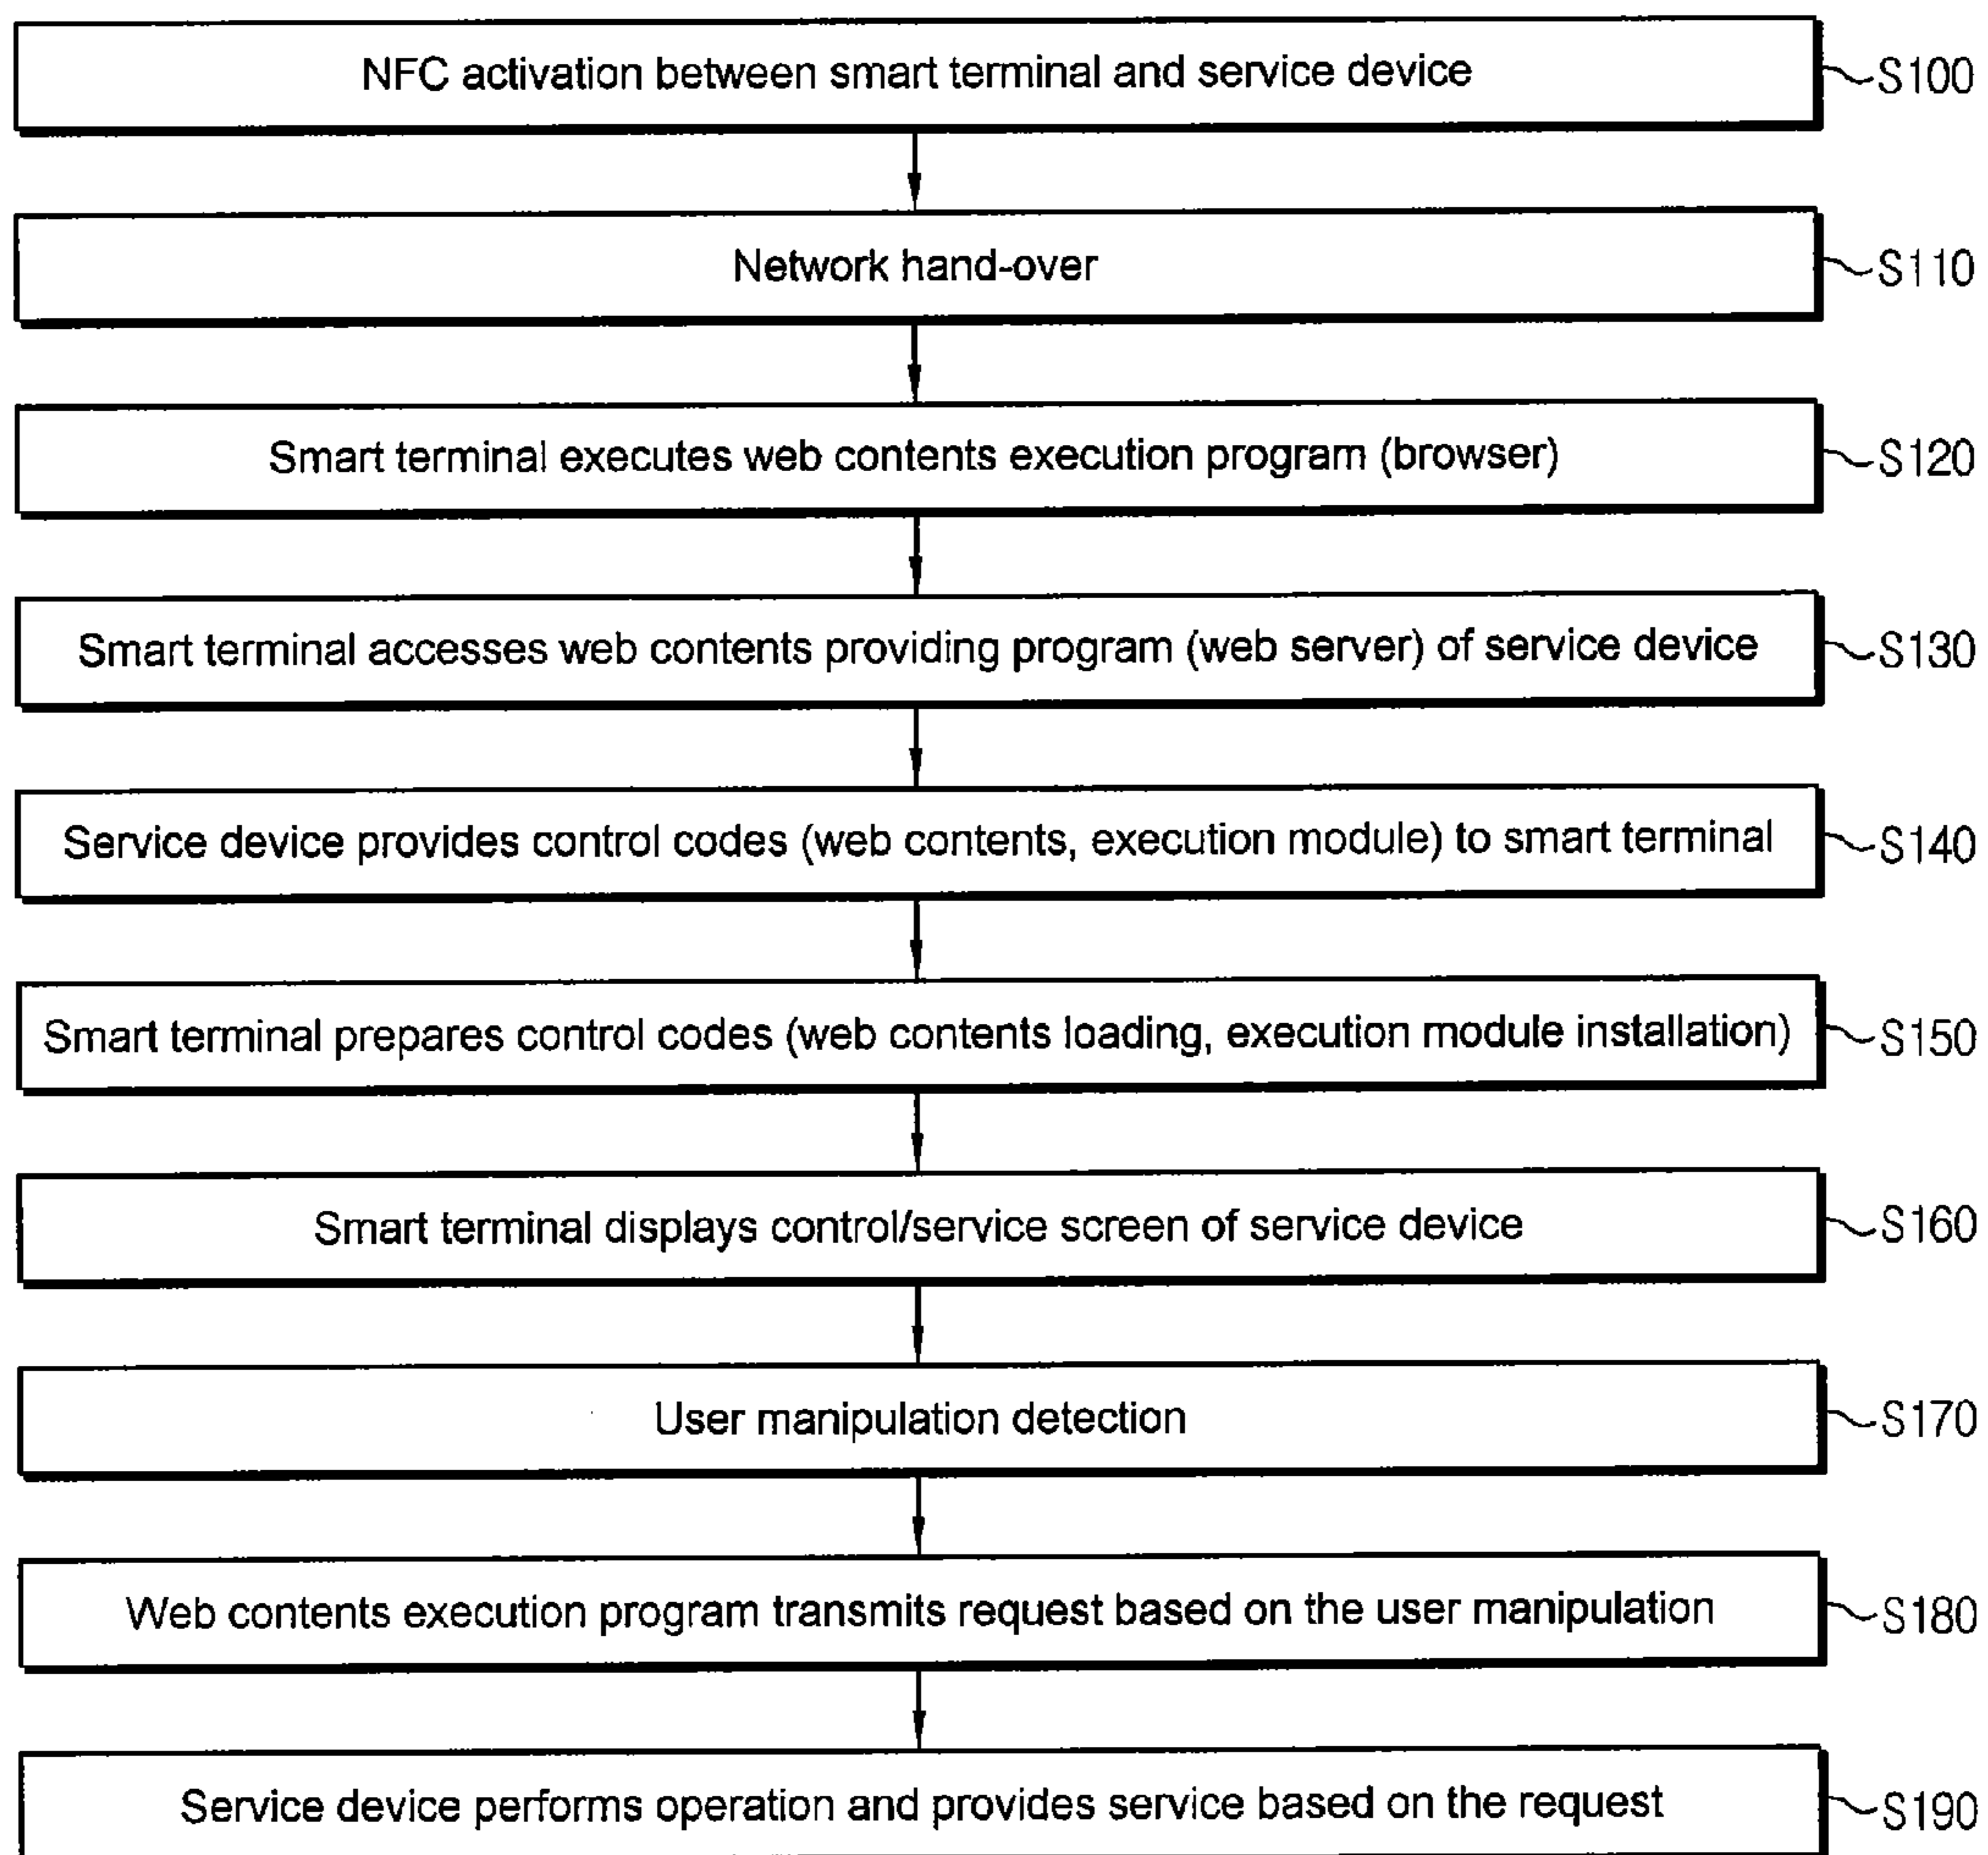 NFC activation between smart terminal and service device
S100
Network hand-over
S110
Smart terminal executes web contents execution program (browser)
S120
Smart terminal accesses web contents providing program (web server) of service device
S130
Service device provides control codes (web contents, execution module) to smart terminal
S140
Smart terminal prepares control codes (web contents loading, execution module installation)
S150
Smart terminal displays control/service screen of service device
S160
User manipulation detection
S170
Web contents execution program transmits request based on the user manipulation
S180
Service device performs operation and provides service based on the request
S190